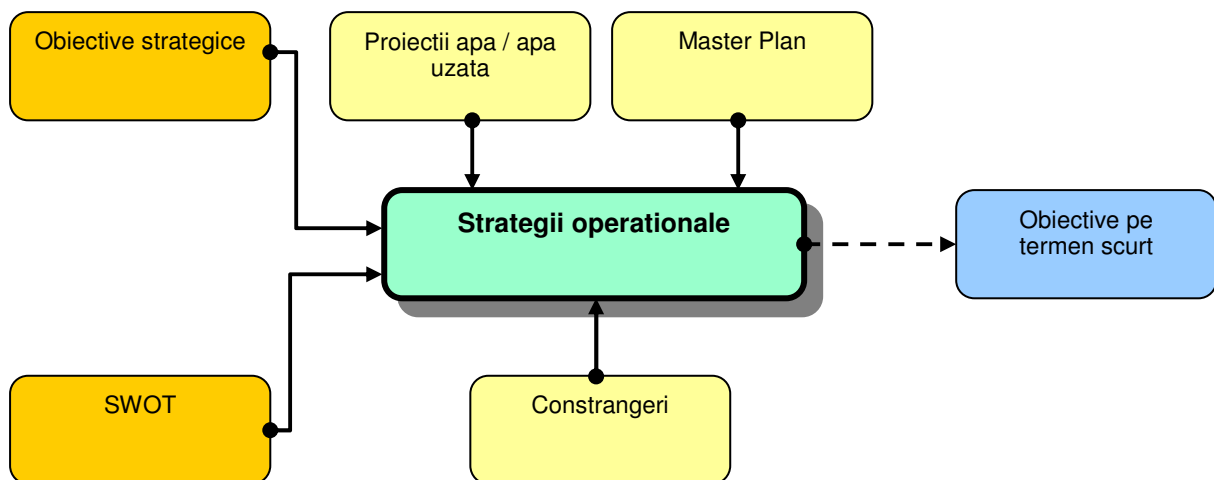 Obiective strategice
Proiectii apa / apa
uzata
Master Plan
Strategii operationale
Obiective pe
termen scurt
SWOT
Constrangeri